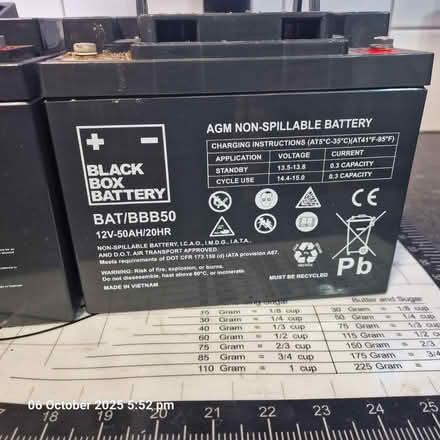 AGM NON-SPILLABLE BATTERY
CHARGING INSTRUCTIONS (AT5°C-35°C)(AT41°F-95°F)
APPLICATION VOLTAGE CURRENT
STANDBY 13.5-13.8 0.3 CAPACITY
CYCLE USE 14.4-15.0 0.3 CAPACITY
+ -
BLACK
BOX
BATTERY
BAT/BBB50
12V-50AH/20HR
NON-SPILLABLE BATTERY, I.C.A.O., I.M.D.G., I.A.T.A.,
AND D.O.T. AIR TRANSPORT APPROVED.
Meets requirements of DOT CFR 173.159 (d) IATA provision A67.
WARNING: Risk of fire, explosion, or burns.
Do not disassemble, heat above 60°C, or incinerate
MADE IN VIETNAM
CE
MUST BE RECYCLED
Pb
Butter and Sugar
25 Gram = 1/8 cup
30 Gram = 1/4 cup
40 Gram = 1/3 cup
60 Gram = 1/2 cup
75 Gram = 2/3 cup
85 Gram = 3/4 cup
110 Gram = 1 cup
30 Gram = 1/8 cup
50 Gram = 1/4 cup
75 Gram = 1/3 cup
115 Gram = 1/2 cup
150 Gram = 2/3
175 Gram = 3/4
225 Gram =
06 October 2025 5:52 pm
17 18 19 20 21 22 23 24 25